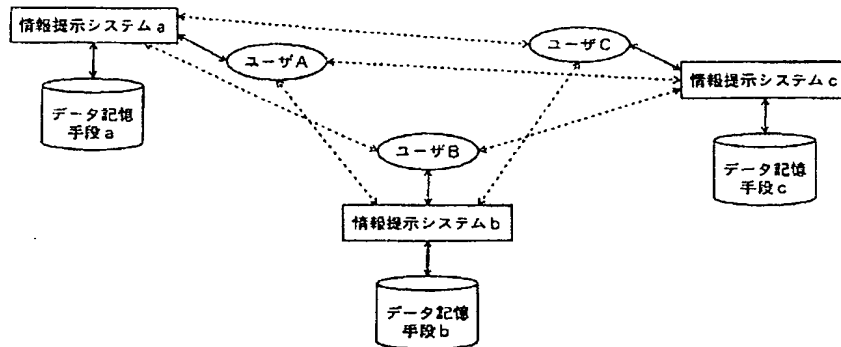 情報提示システムa
ユーザA
ユーザC
情報提示システムc
データ記憶
手段a
ユーザB
データ記憶
手段c
情報提示システムb
データ記憶
手段b